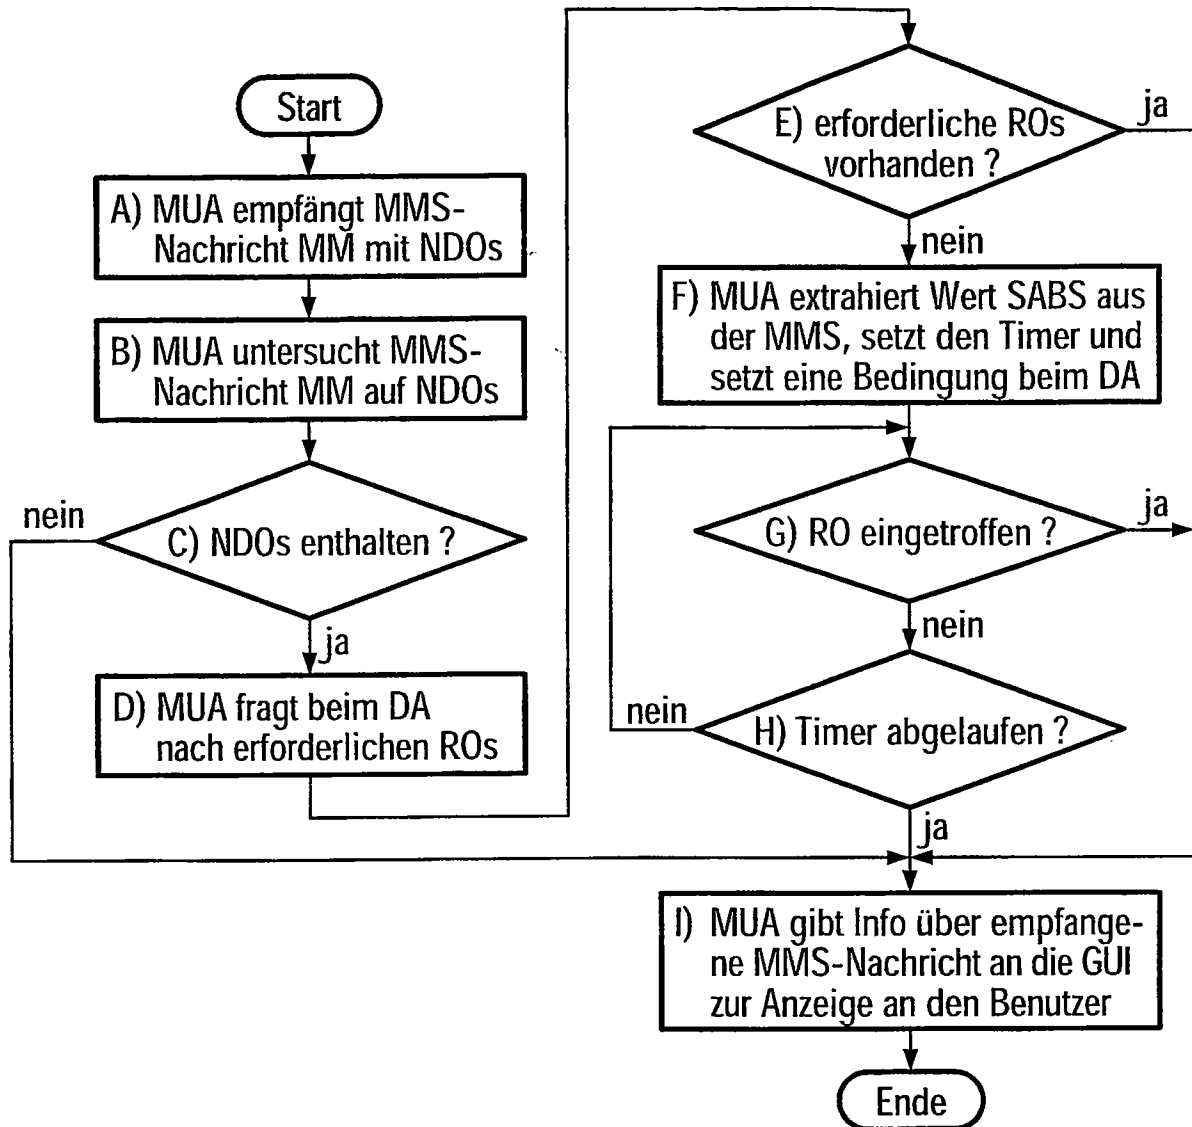 Start
A) MUA empfängt MMS-
Nachricht MM mit NDOs
B) MUA untersucht MMS-
Nachricht MM auf NDOs
C) NDOs enthalten ?
nein
ja
D) MUA fragt beim DA
nach erforderlichen ROs
E) erforderliche ROs
vorhanden ?
ja
nein
F) MUA extrahiert Wert SABS aus
der MMS, setzt den Timer und
setzt eine Bedingung beim DA
G) RO eingetroffen ?
ja
nein
H) Timer abgelaufen ?
nein
ja
I) MUA gibt Info über empfange-
ne MMS-Nachricht an die GUI
zur Anzeige an den Benutzer
Ende